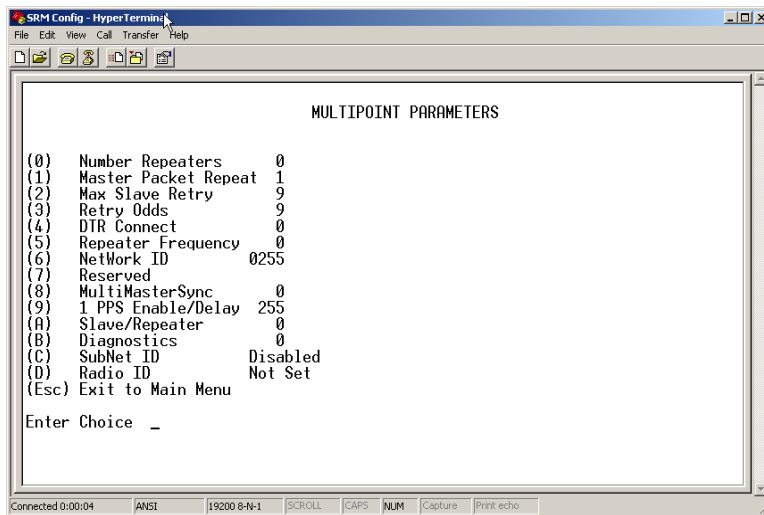 SRM Config - HyperTerminal
File Edit View Call Transfer Help
MULTIPOINT PARAMETERS
(0) Number Repeaters 0
(1) Master Packet Repeat 1
(2) Max Slave Retry 9
(3) Retry Odds 9
(4) DTR Connect 0
(5) Repeater Frequency 0
(6) NetWork ID 0255
(7) Reserved
(8) MultiMasterSync 0
(9) 1 PPS Enable/Delay 255
(A) Slave/Repeater 0
(B) Diagnostics 0
(C) SubNet ID Disabled
(D) Radio ID Not Set
(Esc) Exit to Main Menu
Enter Choice _
Connected 0:00:04 ANSI 19200 8-N-1 SCROLL CAPS NUM Capture Print echo